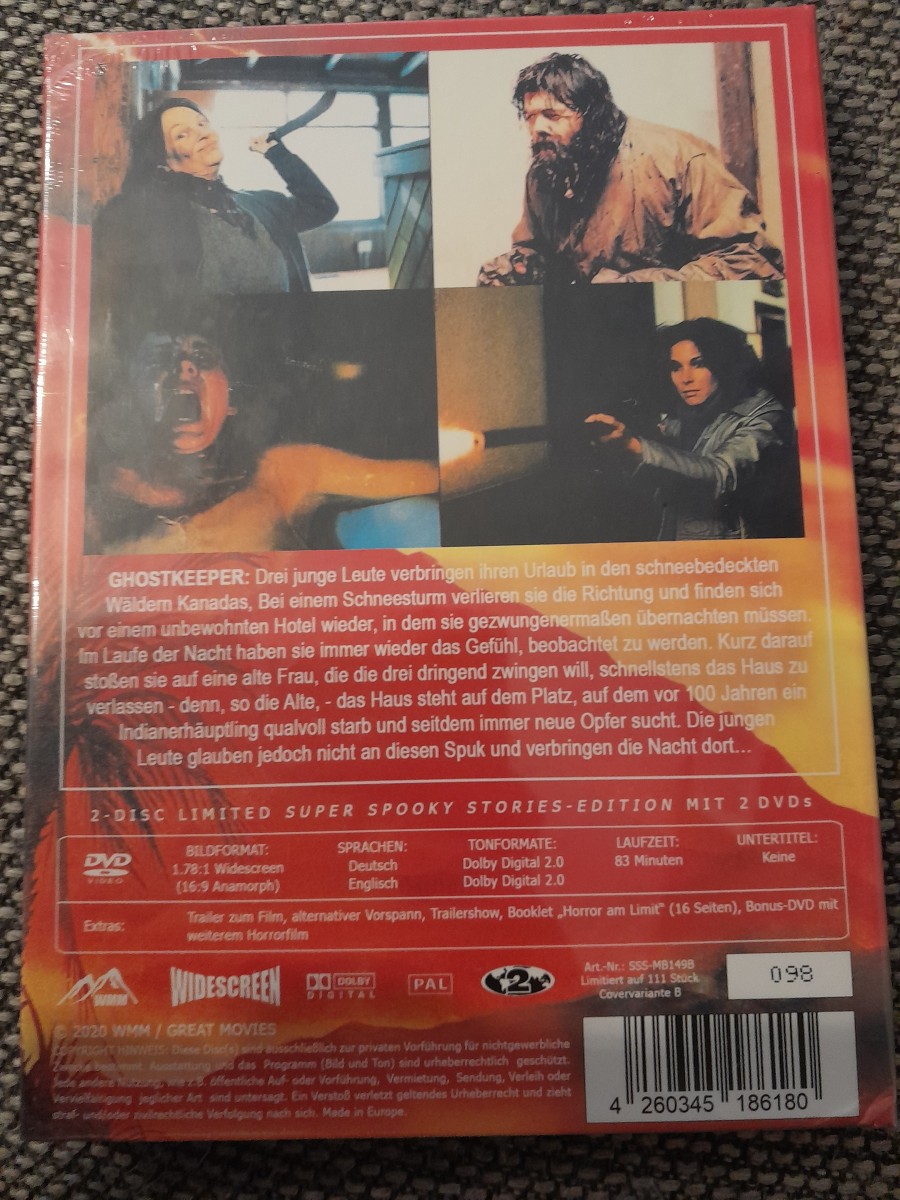 GHOSTKEEPER: Drei junge Leute verbringen ihren Urlaub in den schneebedeckten
Wäldern Kanadas, Bei einem Schneesturm verlieren sie die Richtung und finden sich
vor einem unbewohnten Hotel wieder, in dem sie gezwungenermaßen übernachten müssen.
Im Laufe der Nacht haben sie immer wieder das Gefühl, beobachtet zu werden. Kurz darauf
stoßen sie auf eine alte Frau, die die drei dringend zwingen will, schnellstens das Haus zu
verlassen - denn, so die Alte, - das Haus steht auf dem Platz, auf dem vor 100 Jahren ein
Indianerhäuptling qualvoll starb und seitdem immer neue Opfer sucht. Die jungen
Leute glauben jedoch nicht an diesen Spuk und verbringen die Nacht dort...
2-DISC LIMITED SUPER SPOOKY STORIES-EDITION MIT 2 DVDs
DVD
VIDEO
BILDFORMAT:
1.78:1 Widescreen
(16:9 Anamorph)
SPRACHEN:
Deutsch
Englisch
TONFORMATE:
Dolby Digital 2.0
Dolby Digital 2.0
LAUFZEIT:
83 Minuten
UNTERTITEL:
Keine
Extras:
Trailer zum Film, alternativer Vorspann, Trailershow, Booklet „Horror am Limit" (16 Seiten), Bonus-DVD mit
weiterem Horrorfilm
WMM
WIDESCREEN
DOLBY
DIGITAL
PAL
2
Art.-Nr.: SSS-MB149B
Limitiert auf 111 Stück
Covervariante B
098
© 2020 WMM / GREAT MOVIES
COPYRIGHT HINWEIS: Diese Disc(s) sind ausschließlich zur privaten Vorführung für nichtgewerbliche
Zwecke bestimmt. Ausstattung und das Programm (Bild und Ton) sind urheberrechtlich geschützt.
Jede andere Nutzung, wie z.B. öffentliche Auf- oder Vorführung, Vermietung, Sendung, Verleih oder
Vervielfältigung jeglicher Art sind untersagt. Ein Verstoß verletzt geltendes Urheberrecht und zieht
straf- und/oder zivilrechtliche Verfolgung nach sich. Made in Europe.
4 260345 186180